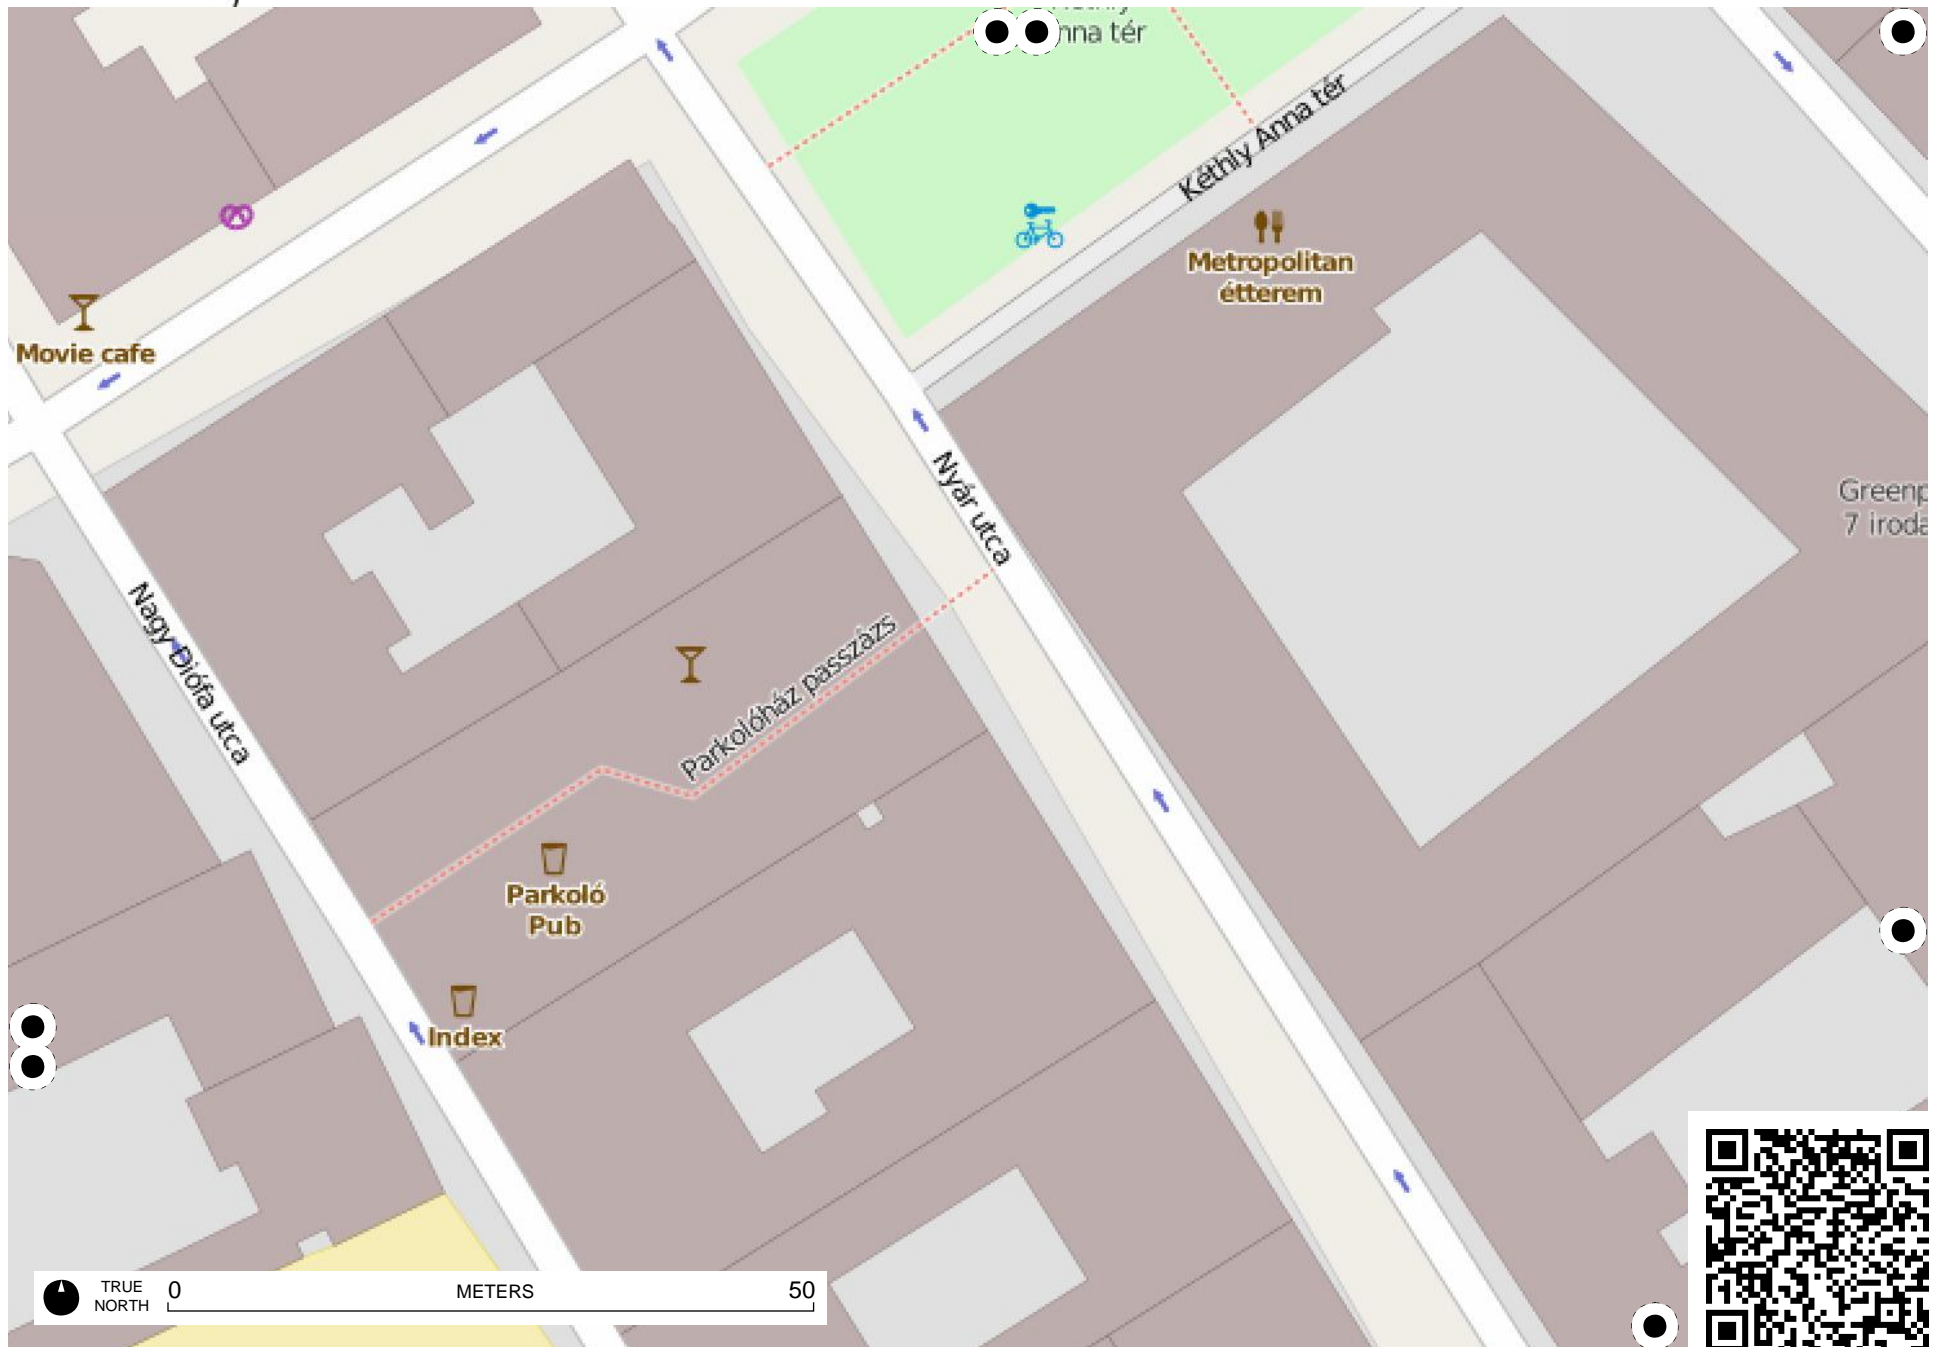 nna tér
Kéthly Anna tér
Metropolitan
étterem
Movie cafe
Nyár utca
7 iroda
Nagy Diófa utca
Parkolóház passzázs
Parkoló
Pub
Index
TRUE
NORTH
0
METERS
50